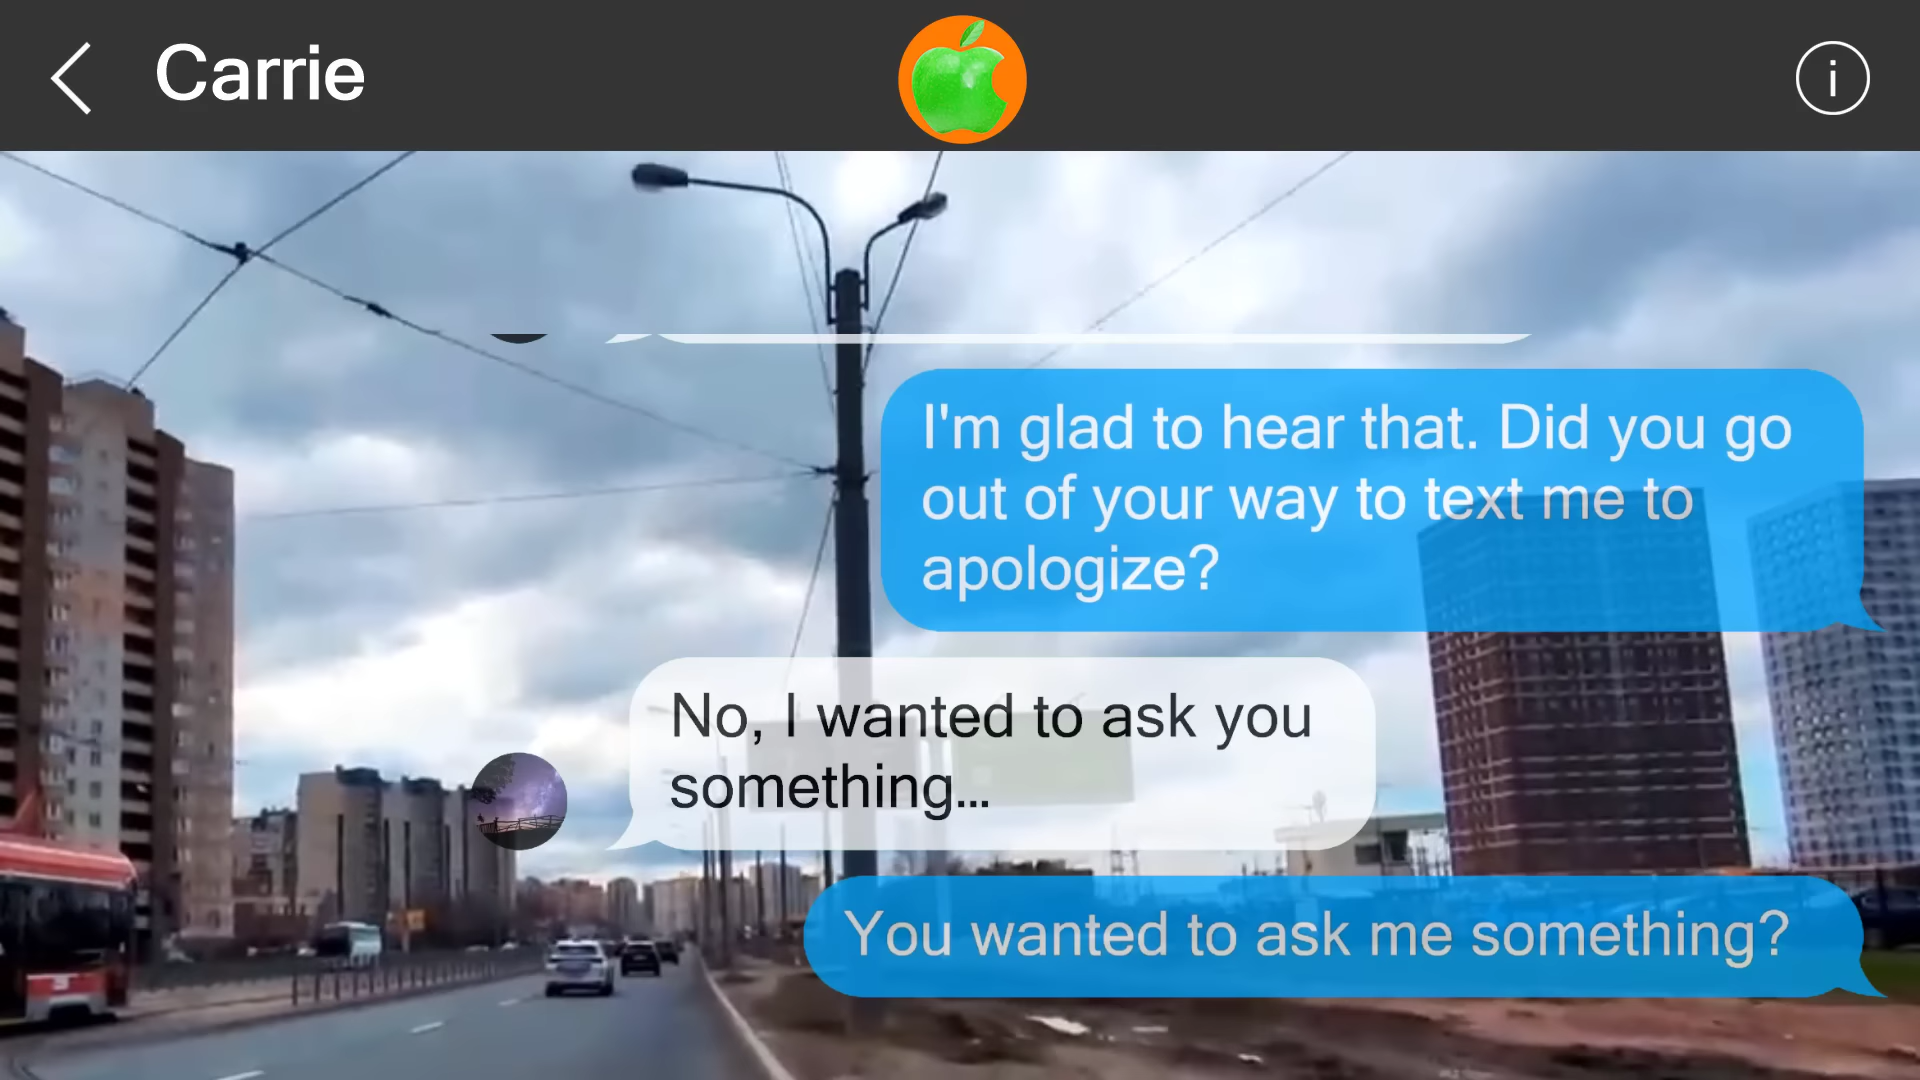 Carrie
I'm glad to hear that. Did you go
out of your way to text me to
apologize?
No, I wanted to ask you
something...
You wanted to ask me something?